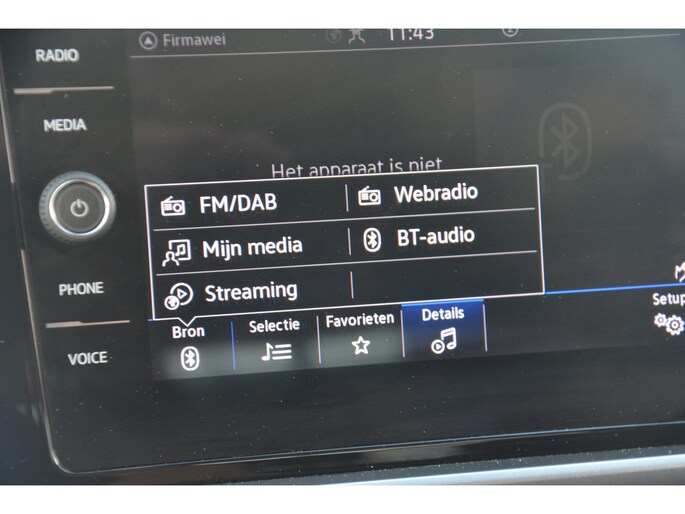 RADIO
MEDIA
PHONE
VOICE
Firmawei
11:43
Het apparaat is niet
FM/DAB
Webradio
Mijn media
BT-audio
Streaming
Bron
Selectie
Favorieten
Details
Setup